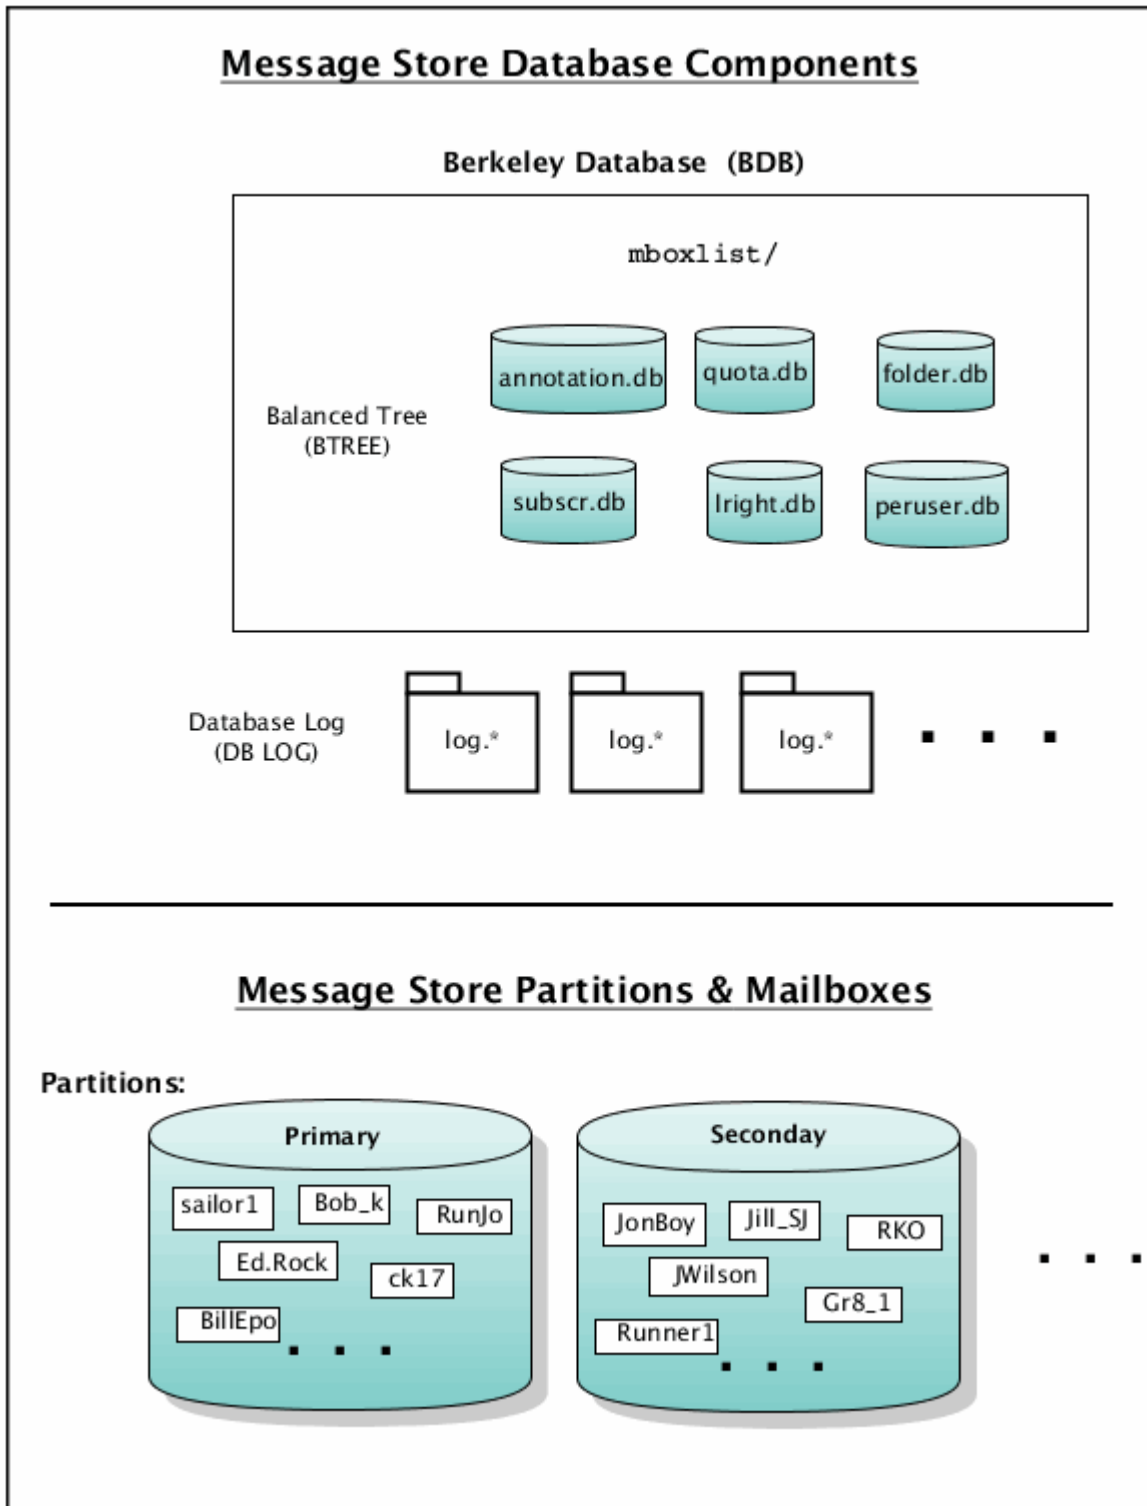 Message Store Database Components
Berkeley Database (BDB)
mboxlist/
annotation.db
quota.db
folder.db
Balanced Tree
(BTREE)
subscr.db
lright.db
peruser.db
Database Log
(DB LOG)
log.*
log.*
log.*
Message Store Partitions & Mailboxes
Partitions:
Primary
sailor1
Bob_k
RunJo
Ed.Rock
ck17
BillEpo
Seconday
JonBoy
Jill_SJ
RKO
JWilson
Gr8_1
Runner1